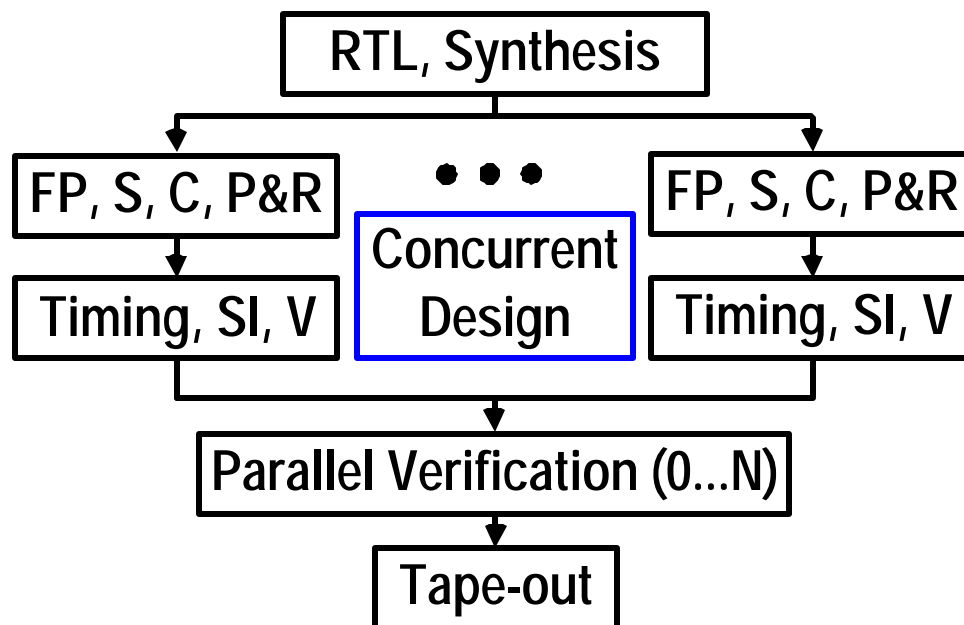 RTL, Synthesis
FP, S, C, P&R
FP, S, C, P&R
Concurrent
Design
Timing, SI, V
Timing, SI, V
Parallel Verification (0...N)
Tape-out